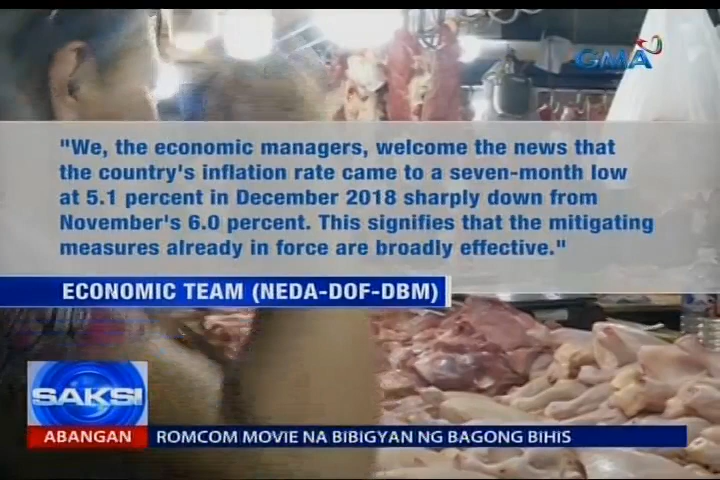 GMA
"We, the economic managers, welcome the news that
the country's inflation rate came to a seven-month low
at 5.1 percent in December 2018 sharply down from
November's 6.0 percent. This signifies that the mitigating
measures already in force are broadly effective."
ECONOMIC TEAM (NEDA-DOF-DBM)
SAKSI
ABANGAN ROMCOM MOVIE NA BIBIGYAN NG BAGONG BIHIS